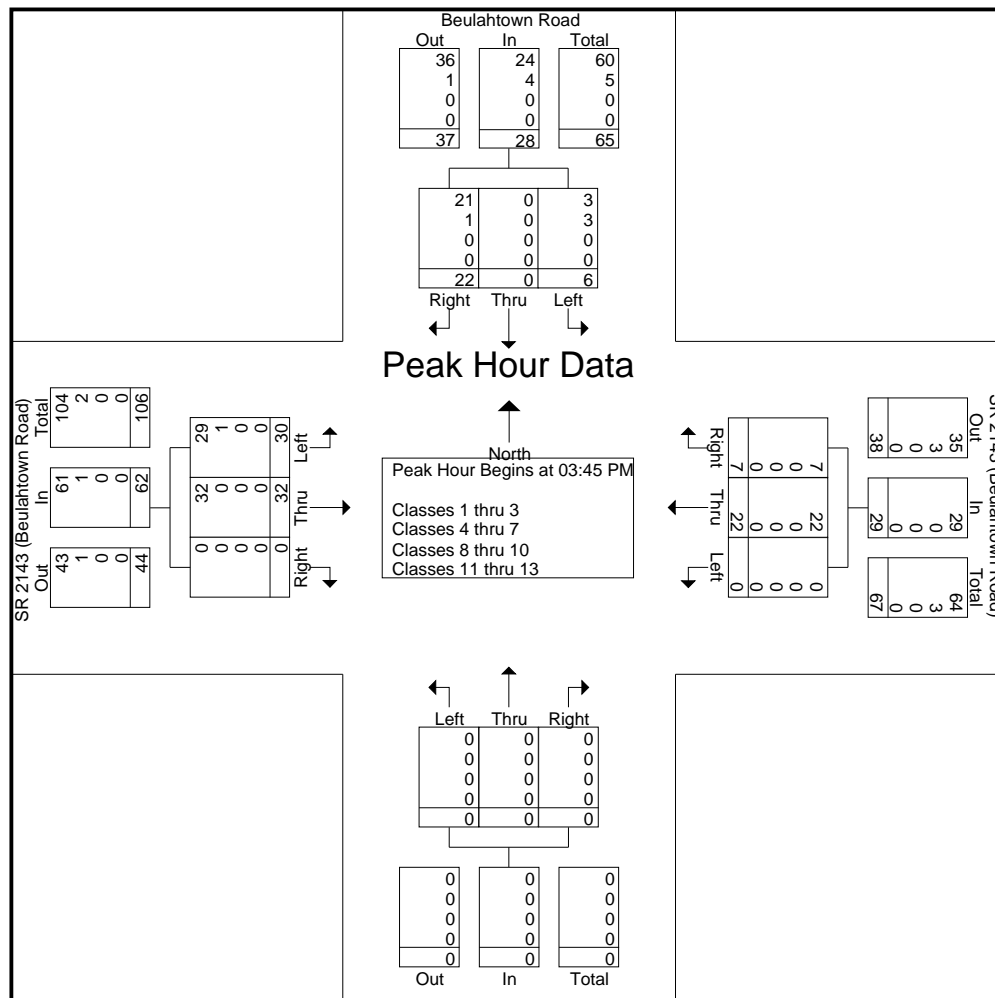 Beulahtown Road
Out In Total
36 24 60
1 4 5
0 0 0
0 0 0
37 28 65
21 0 3
1 0 3
0 0 0
0 0 0
22 0 6
Right Thru Left
Peak Hour Data
North
Peak Hour Begins at 03:45 PM
Classes 1 thru 3
Classes 4 thru 7
Classes 8 thru 10
Classes 11 thru 13
SR 2143 (Beulahtown Road)
Out In Total
43 61 104
1 1 2
0 0 0
0 0 0
44 62 106
Right Thru Left
0 32 29
0 0 1
0 0 0
0 0 0
0 32 30
SR 2143 (Beulahtown Road)
Out In Total
35 29 64
3 0 3
0 0 0
0 0 0
38 29 67
Right Thru Left
7 22 0
0 0 0
0 0 0
0 0 0
7 22 0
Left Thru Right
0 0 0
0 0 0
0 0 0
0 0 0
0 0 0
0 0 0
0 0 0
0 0 0
0 0 0
0 0 0
Out In Total